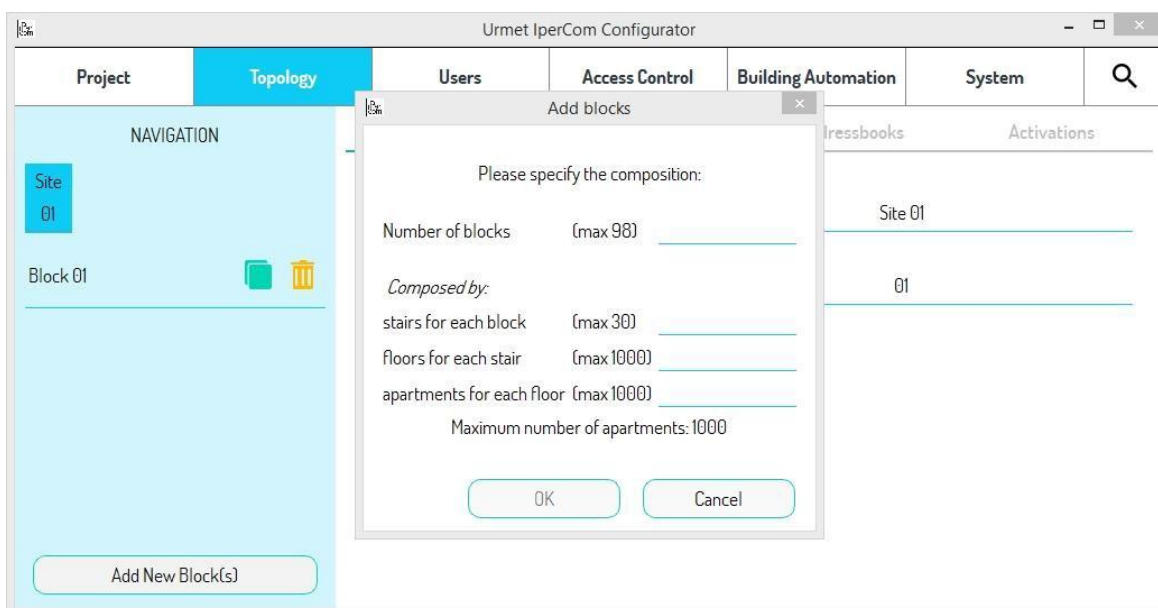 Urmet IperCom Configurator
Project Topology Users Access Control Building Automation System
Add blocks
NAVIGATION
Activations
Please specify the composition:
Site
01
Site 01
Number of blocks (max 98)
Block 01
01
Composed by:
stairs for each block (max 30)
floors for each stair (max 1000)
apartments for each floor (max 1000)
Maximum number of apartments: 1000
OK Cancel
Add New Block(s)